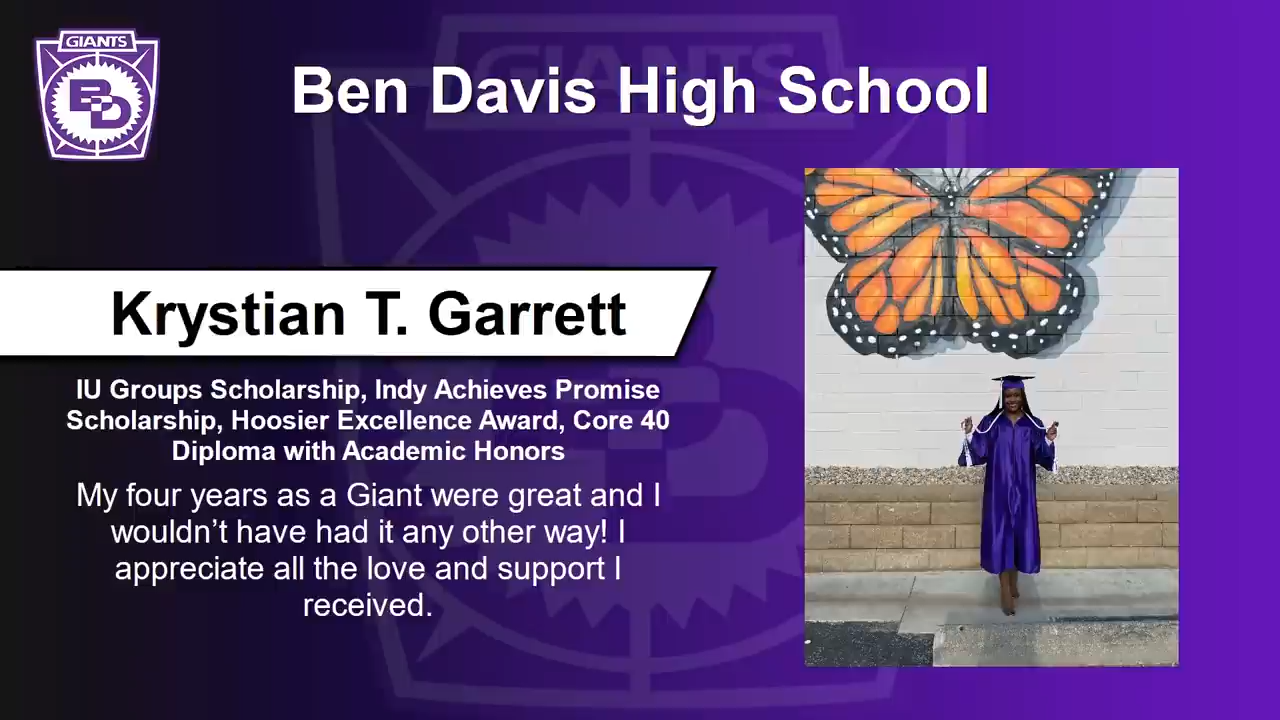 GIANTS
BD
GIANTS
Ben Davis High School
Krystian T. Garrett
IU Groups Scholarship, Indy Achieves Promise
Scholarship, Hoosier Excellence Award, Core 40
Diploma with Academic Honors
My four years as a Giant were great and I
wouldn’t have had it any other way! I
appreciate all the love and support I
received.